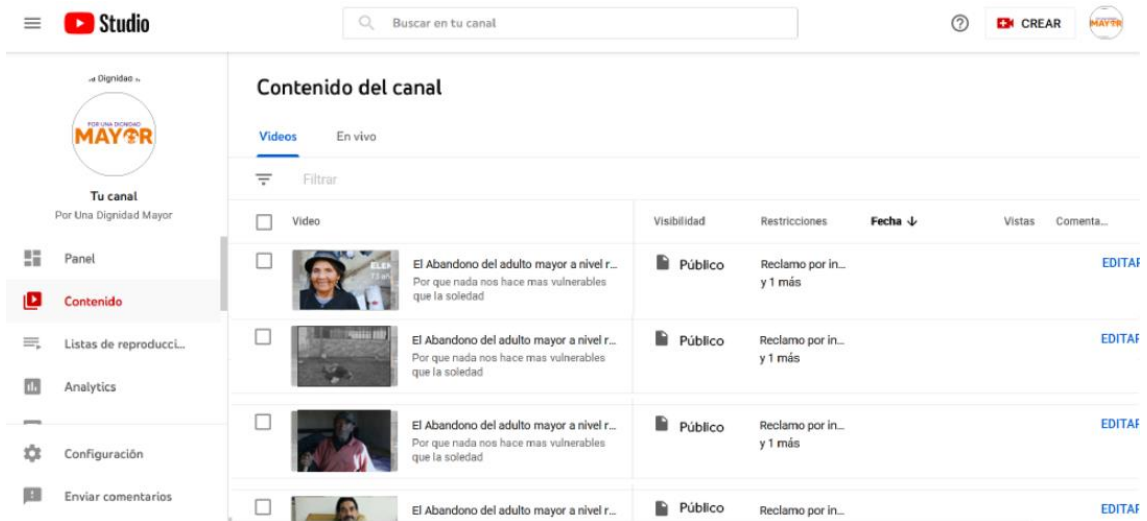 Studio
Buscar en tu canal
CREAR
MAYOR
Dignidad
POR UNA DIGNIDAD
MAYOR
Tu canal
Por Una Dignidad Mayor
Panel
Contenido
Listas de reproducci...
Analytics
Configuración
Enviar comentarios
Contenido del canal
Videos En vivo
Filtrar
Video Visibilidad Restricciones Fecha Vistas Comenta...
El Abandono del adulto mayor a nivel r... Público Reclamo por in... EDITAR
Por que nada nos hace mas vulnerables y 1 más
que la soledad
El Abandono del adulto mayor a nivel r... Público Reclamo por in... EDITAR
Por que nada nos hace mas vulnerables y 1 más
que la soledad
El Abandono del adulto mayor a nivel r... Público Reclamo por in... EDITAR
Por que nada nos hace mas vulnerables y 1 más
que la soledad
El Abandono del adulto mayor a nivel r... Público Reclamo por in... EDITAR